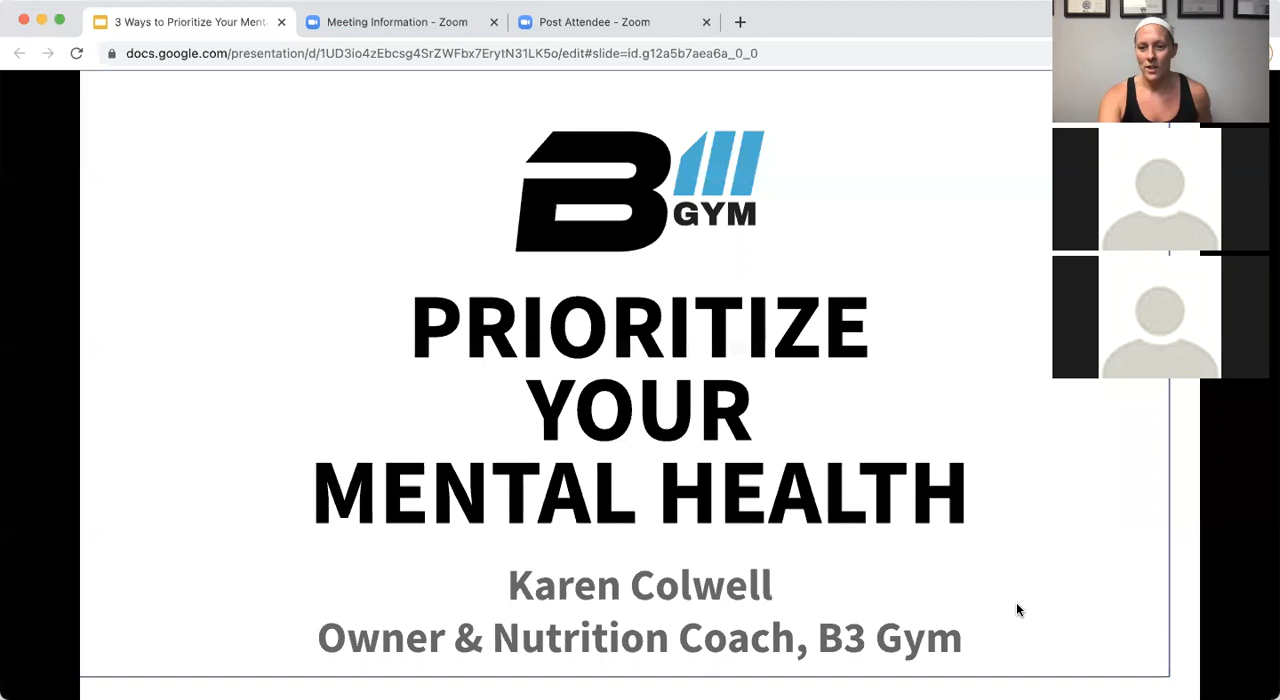 3 Ways to Prioritize Your Ment
Meeting Information - Zoom
Post Attendee - Zoom
docs.google.com/presentation/d/1UD3io4zEbcsg4SrZWFbx7ErytN31LK5o/edit#slide=id.g12a5b7aea6a_0_0
B
GYM
PRIORITIZE
YOUR
MENTAL HEALTH
Karen Colwell
Owner & Nutrition Coach, B3 Gym